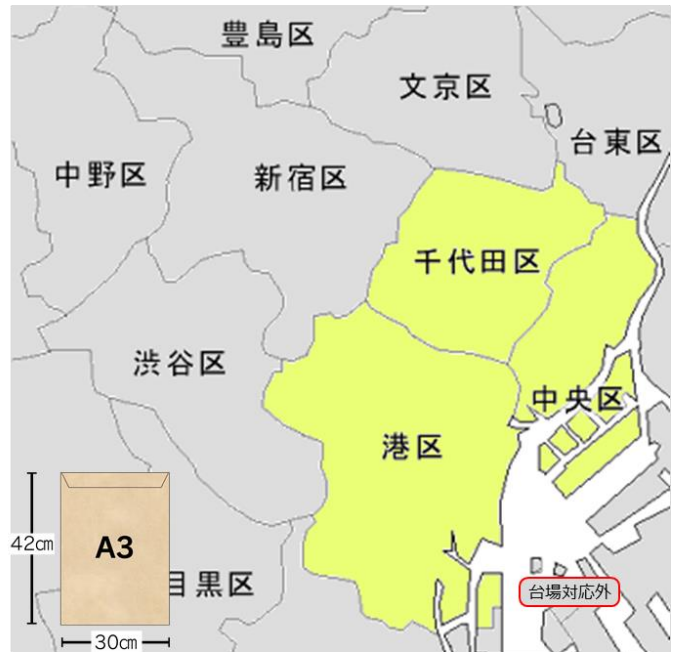 豊島区
文京区
台東区
中野区
新宿区
千代田区
渋谷区
中央区
港区
42cm
A3
目黒区
台場対応外
30cm